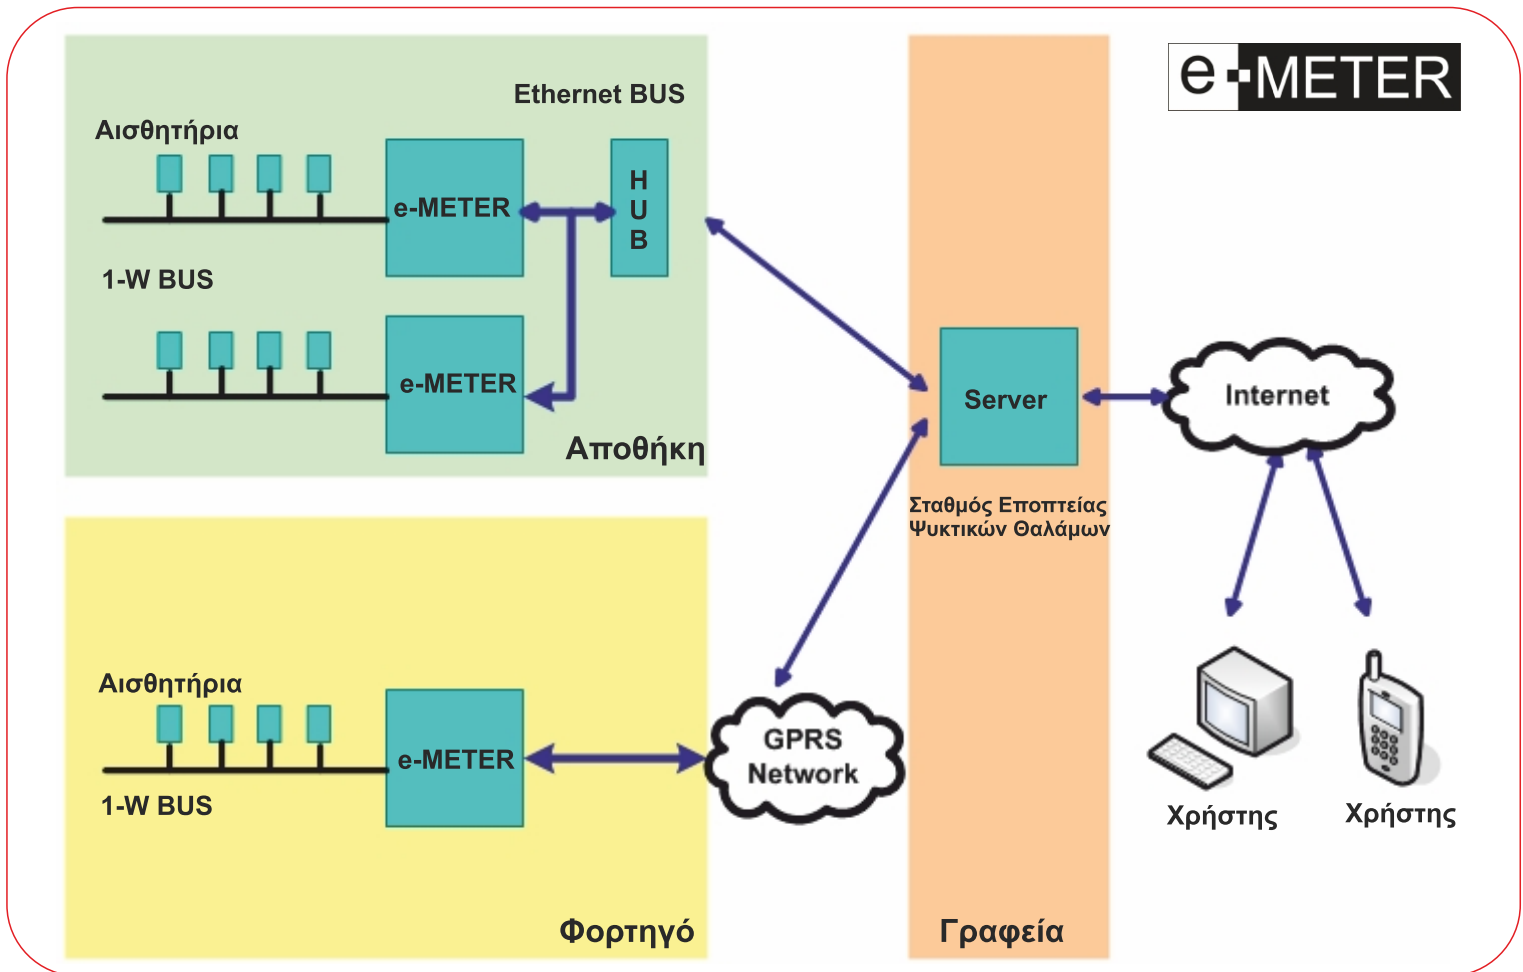 e-METER
Ethernet BUS
Αισθητήρια
e-METER
H
U
B
1-W BUS
e-METER
Αποθήκη
Server
Internet
Σταθμός Εποπτείας
Ψυκτικών Θαλάμων
Αισθητήρια
e-METER
1-W BUS
GPRS
Network
Χρήστης
Χρήστης
Φορτηγό
Γραφεία